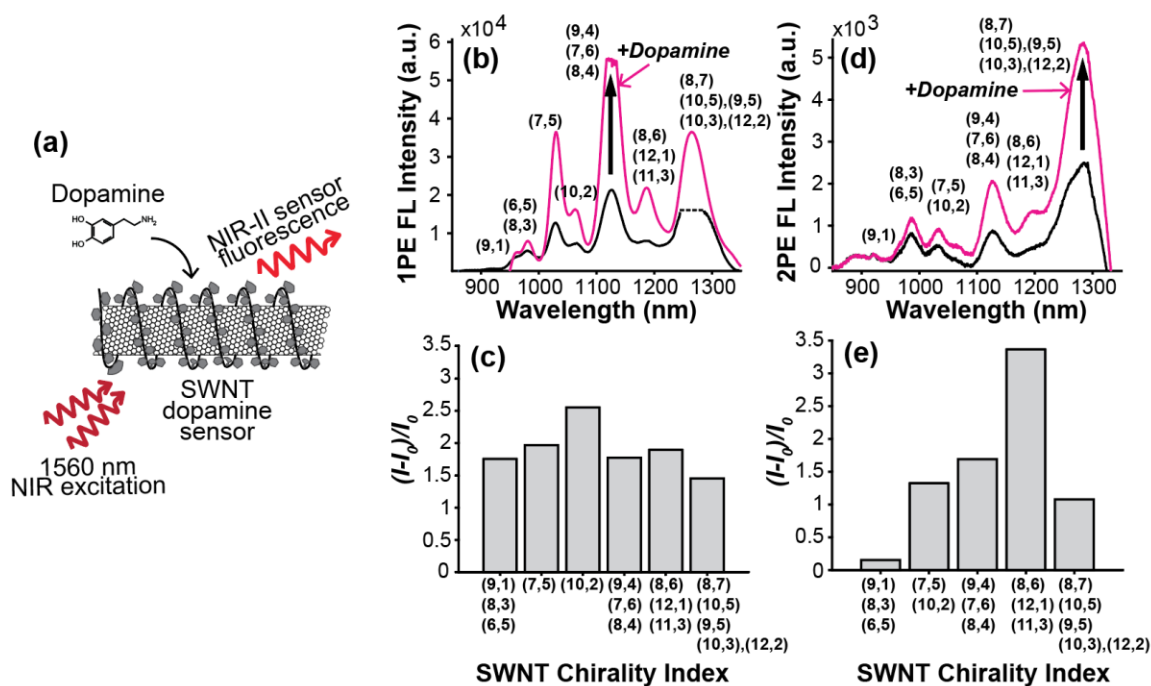 (a)
Dopamine
HO
HO
NH2
NIR-II sensor
fluorescence
SWNT
dopamine
sensor
1560 nm
NIR excitation
(b)
x10⁴
1PE FL Intensity (a.u.)
6
5
4
3
2
1
0
(9,1)
(6,5)
(8,3)
(7,5)
(10,2)
(9,4)
(7,6)
(8,4)
+Dopamine
(8,6)
(12,1)
(11,3)
(8,7)
(10,5),(9,5)
(10,3),(12,2)
900 1000 1100 1200 1300
Wavelength (nm)
(c)
(I-I₀)/I₀
3.5
3
2.5
2
1.5
1
0.5
0
(9,1) (7,5) (10,2) (9,4) (8,6) (8,7)
(8,3) (7,6) (12,1) (10,5)
(6,5) (8,4) (11,3) (9,5)
(10,3),(12,2)
SWNT Chirality Index
(d)
x10³
2PE FL Intensity (a.u.)
5
4
3
2
1
0
(9,1)
(8,3)
(6,5)
(7,5)
(10,2)
(9,4)
(7,6)
(8,4)
(8,6)
(12,1)
(11,3)
(8,7)
(10,5),(9,5)
(10,3),(12,2)
+Dopamine
900 1000 1100 1200 1300
Wavelength (nm)
(e)
(I-I₀)/I₀
3.5
3
2.5
2
1.5
1
0.5
0
(9,1) (7,5) (9,4) (8,6) (8,7)
(8,3) (10,2) (7,6) (12,1) (10,5)
(6,5) (8,4) (11,3) (9,5)
(10,3),(12,2)
SWNT Chirality Index